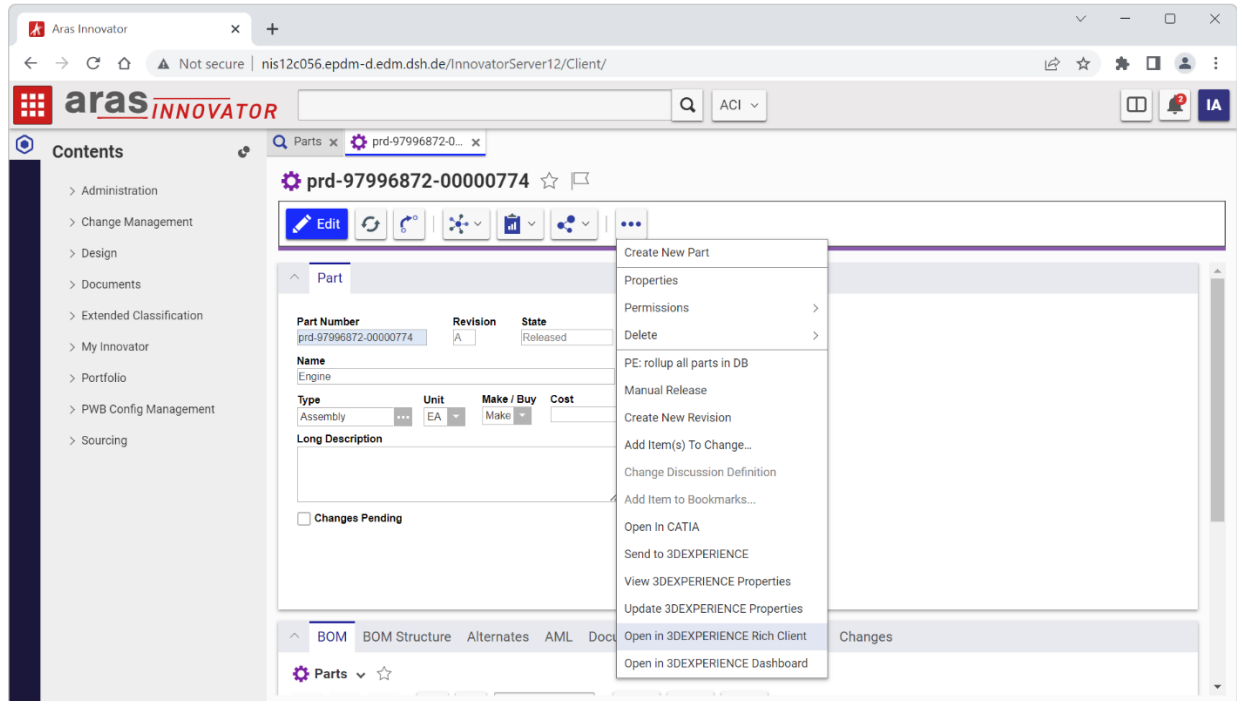 Aras Innovator
Not secure | nis12c056.epdm-d.edm.dsh.de/InnovatorServer12/Client/
aras INNOVATOR
ACI
2
IA
Contents
Administration
Change Management
Design
Documents
Extended Classification
My Innovator
Portfolio
PWB Config Management
Sourcing
Parts
prd-97996872-0...
prd-97996872-00000774
Edit
Part
Part Number Revision State
prd-97996872-00000774 A Released
Name
Engine
Type Unit Make / Buy Cost
Assembly EA Make
Long Description
Changes Pending
Create New Part
Properties
Permissions
Delete
PE: rollup all parts in DB
Manual Release
Create New Revision
Add Item(s) To Change...
Change Discussion Definition
Add Item to Bookmarks...
Open In CATIA
Send to 3DEXPERIENCE
View 3DEXPERIENCE Properties
Update 3DEXPERIENCE Properties
Open in 3DEXPERIENCE Rich Client
Open in 3DEXPERIENCE Dashboard
BOM BOM Structure Alternates AML Docu Changes
Parts